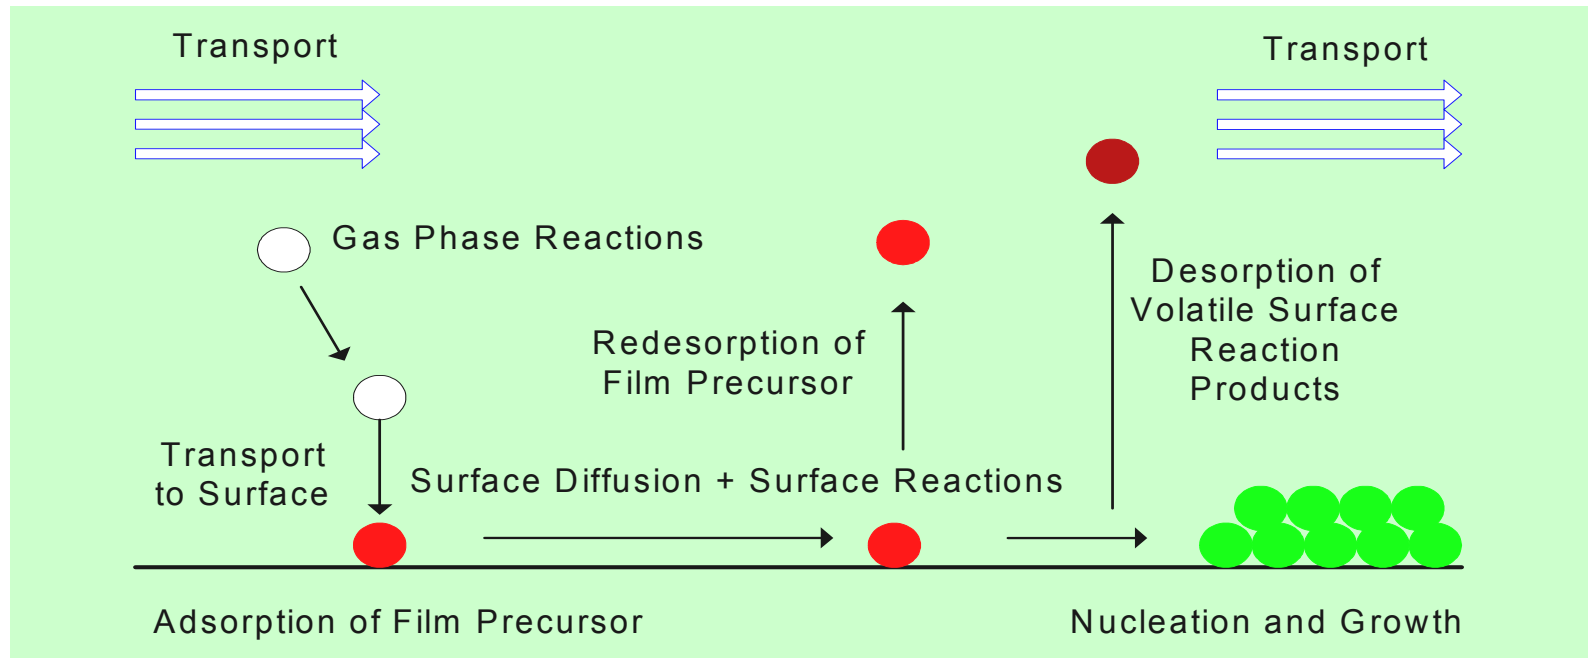 Transport
Transport
Gas Phase Reactions
Desorption of
Volatile Surface
Reaction
Products
Redesorption of
Film Precursor
Transport
to Surface
Surface Diffusion + Surface Reactions
Adsorption of Film Precursor
Nucleation and Growth